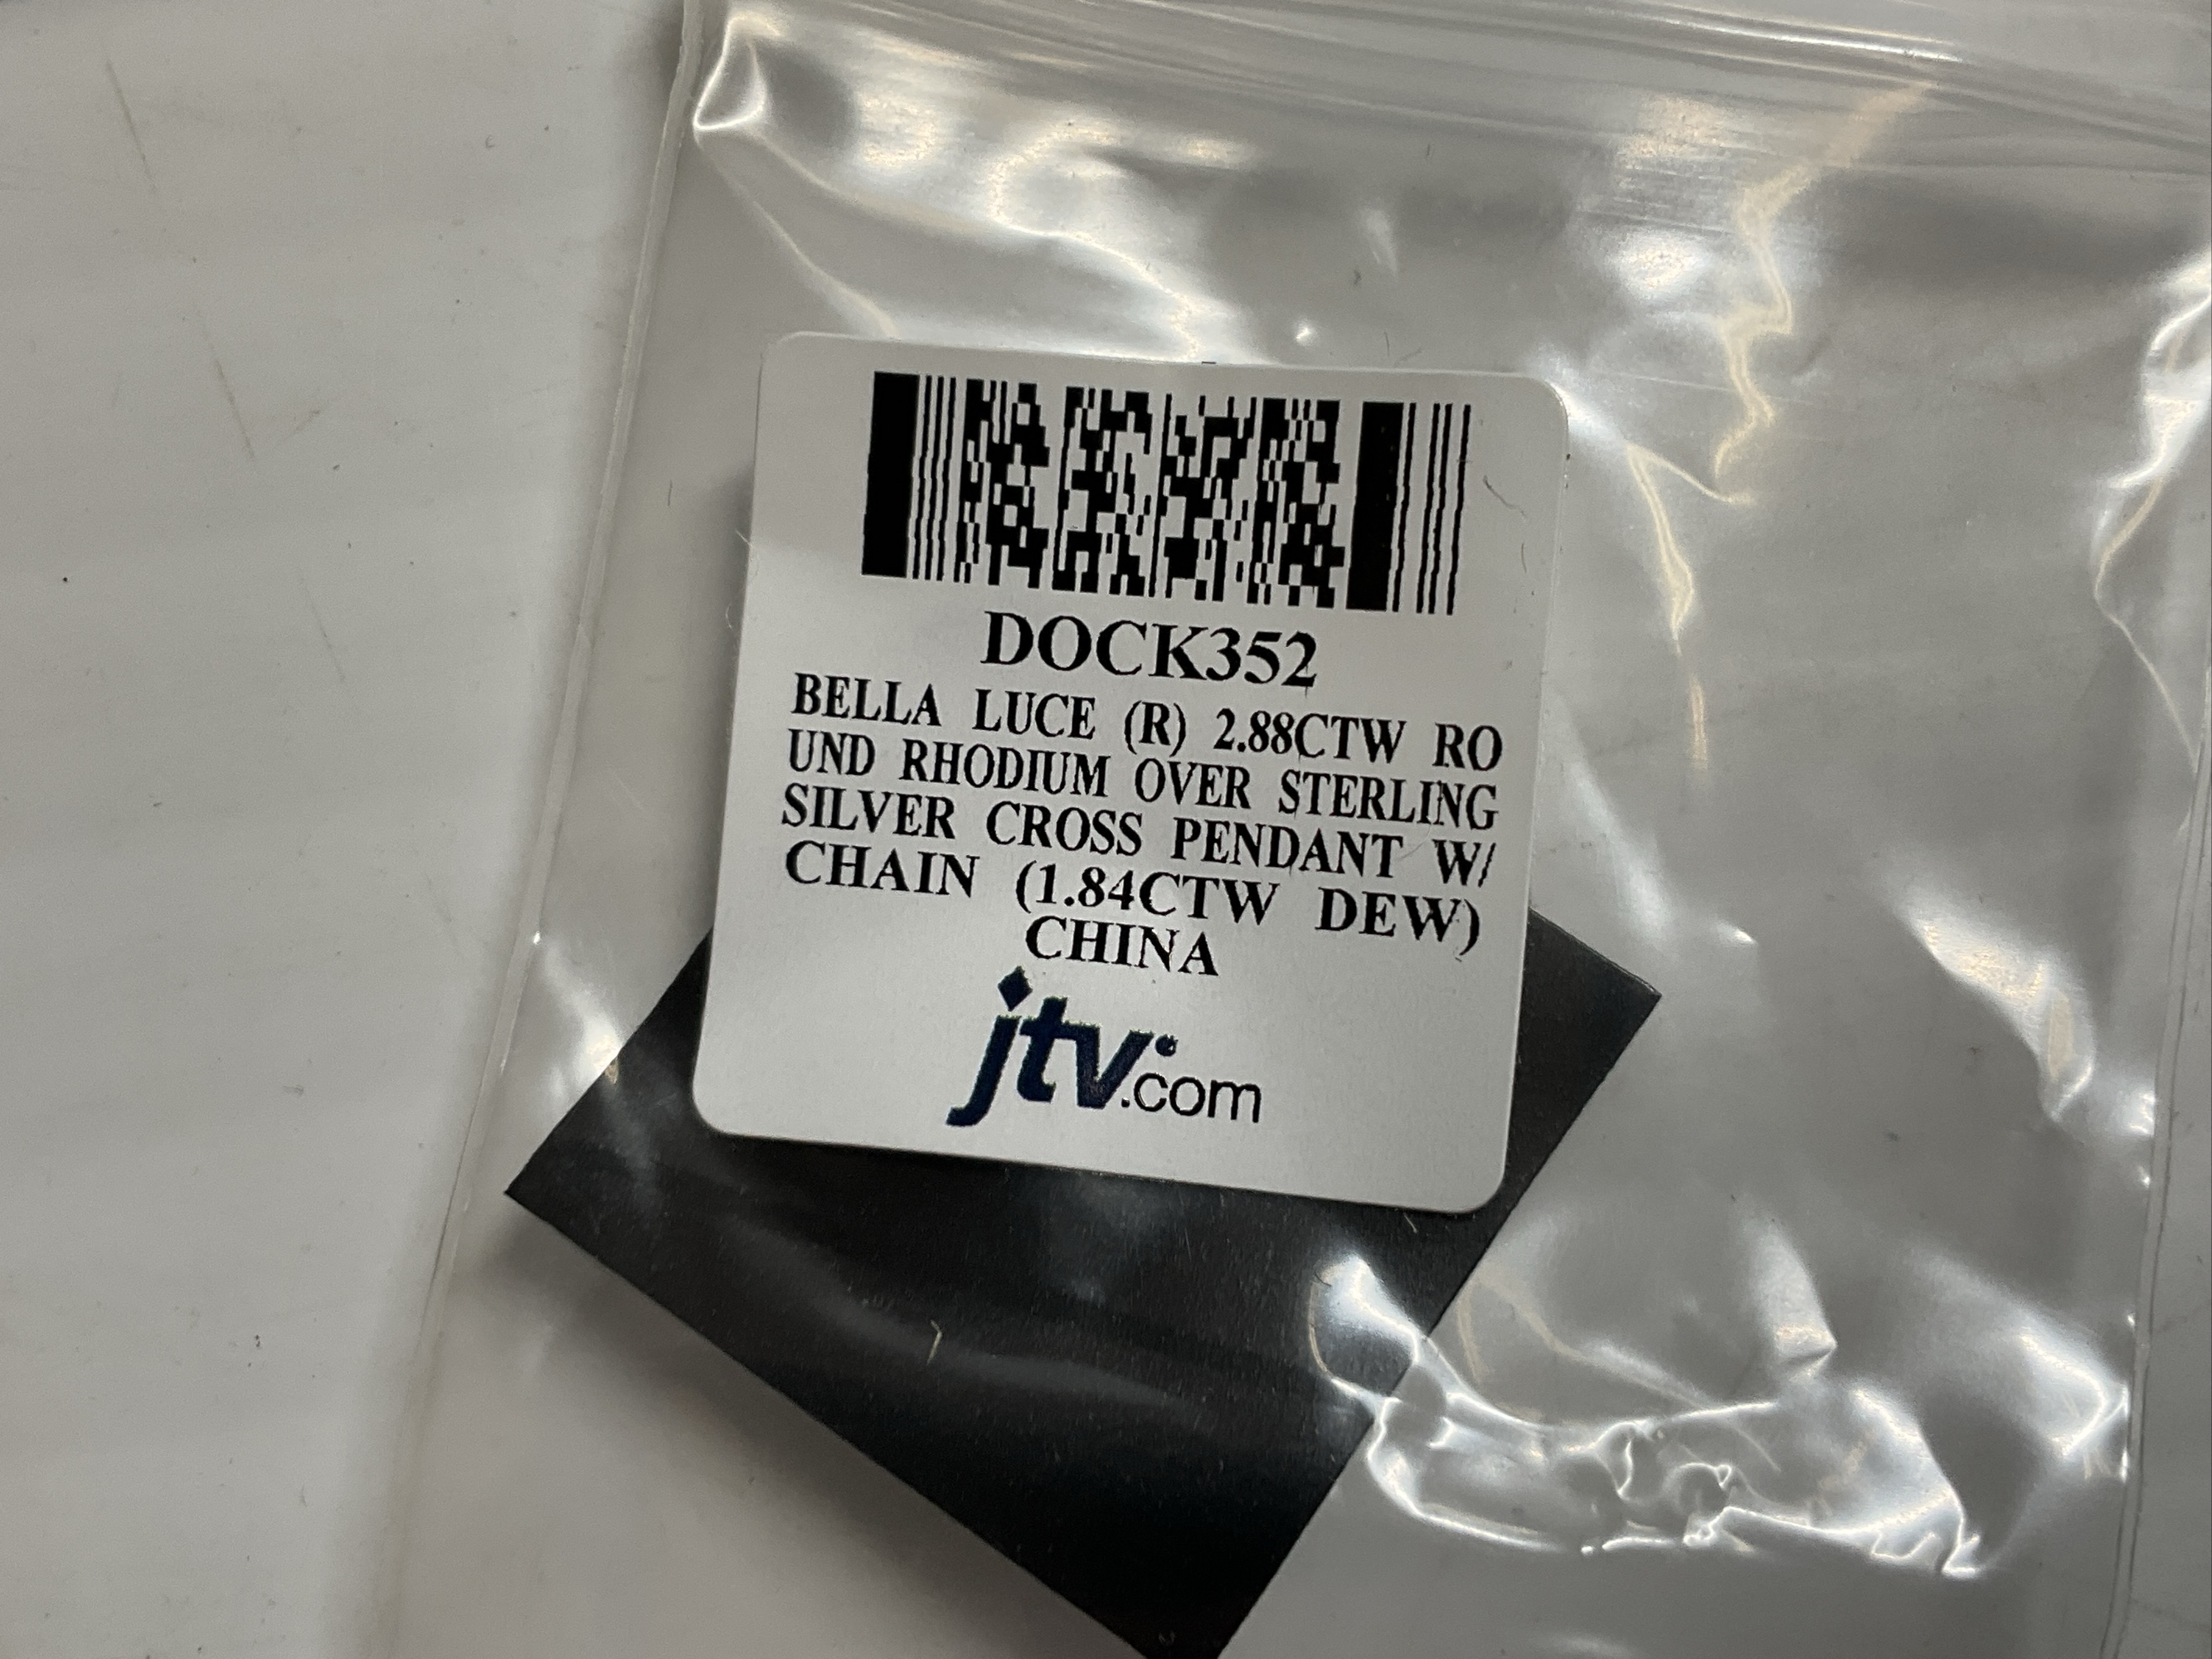 DOCK352
BELLA LUCE (R) 2.88CTW RO
UND RHODIUM OVER STERLING
SILVER CROSS PENDANT W/
CHAIN (1.84CTW DEW)
CHINA
jtv.com